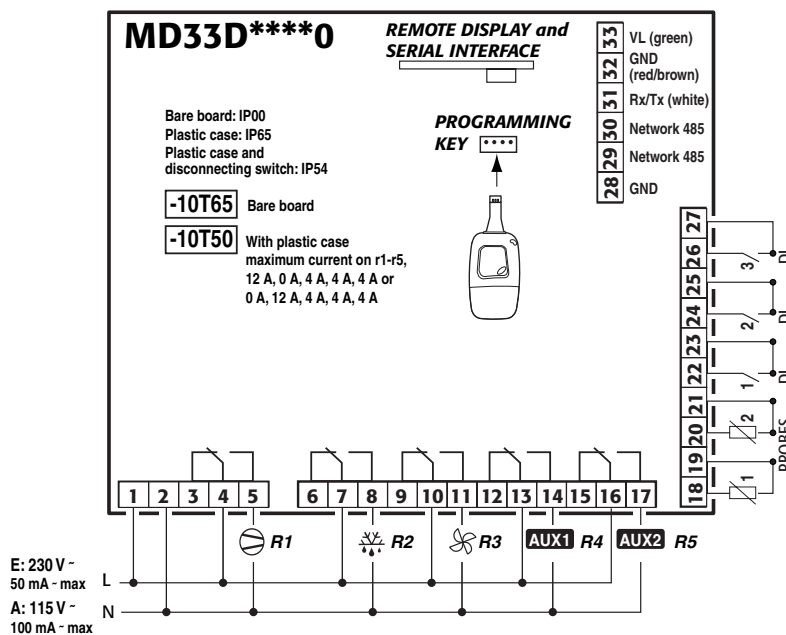 MD33D****0
REMOTE DISPLAY and
SERIAL INTERFACE
33 VL (green)
32 GND
(red/brown)
31 Rx/Tx (white)
30 Network 485
29 Network 485
28 GND
Bare board: IP00
Plastic case: IP65
Plastic case and
disconnecting switch: IP54
PROGRAMMING
KEY
-10T65 Bare board
-10T50 With plastic case
maximum current on r1-r5,
12 A, 0 A, 4 A, 4 A, 4 A or
0 A, 12 A, 4 A, 4 A, 4 A
27
26 3 DI
25
24 2 DI
23
22 1 DI
21
20 2
19 PROBES
18 1
1 2 3 4 5 6 7 8 9 10 11 12 13 14 15 16 17
R1 R2 R3 AUX1 R4 AUX2 R5
E: 230 V ~
50 mA ~ max L
A: 115 V ~ N
100 mA ~ max